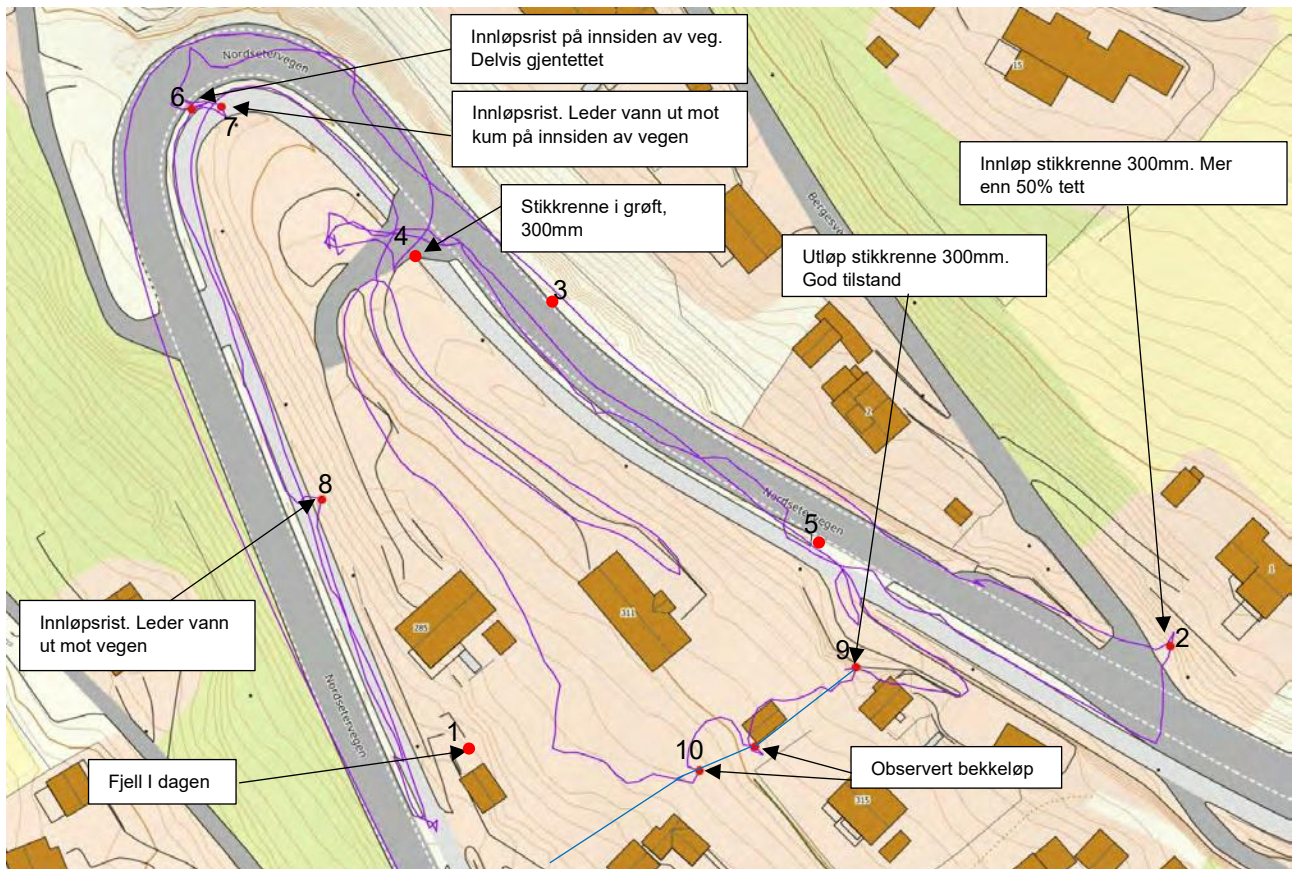 Innløpsrist på innsiden av veg.
Delvis gjentettet
Nordsetervegen
15
6
7
Innløpsrist. Leder vann ut mot
kum på innsiden av vegen
Innløp stikkrenne 300mm. Mer
enn 50% tett
Stikkrenne i grøft,
300mm
4
Utløp stikkrenne 300mm.
God tilstand
3
2
Nordsetervegen
8
5
1
311
285
Innløpsrist. Leder vann
ut mot vegen
9
2
Nordsetervegen
1
10
Fjell I dagen
Observert bekkeløp
315